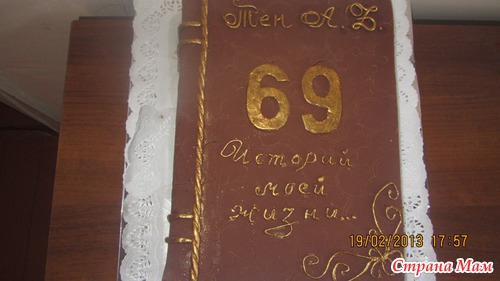 Тен А.Б.
69
Историй
моей
жизни...
19/02/2013 17:57
Страна Мам